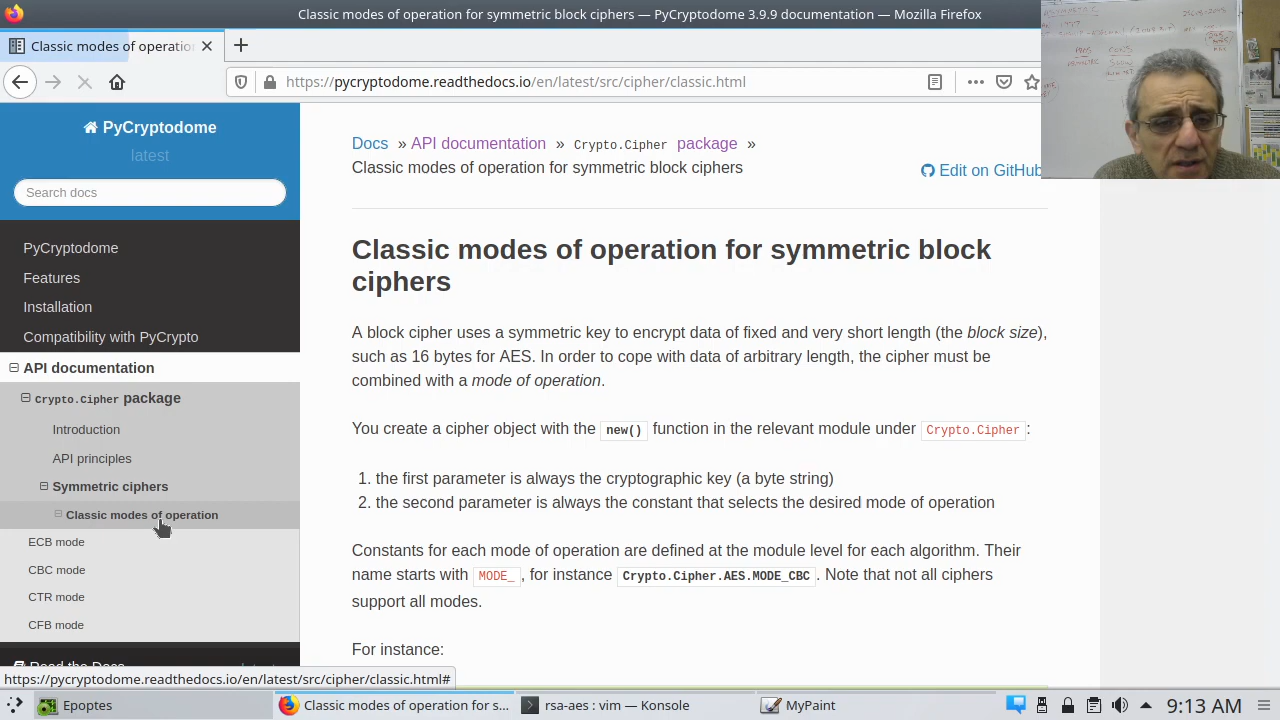 Classic modes of operation for symmetric block ciphers — PyCryptodome 3.9.9 documentation — Mozilla Firefox
Classic modes of operatio
https://pycryptodome.readthedocs.io/en/latest/src/cipher/classic.html
PyCryptodome
latest
Search docs
PyCryptodome
Features
Installation
Compatibility with PyCrypto
API documentation
Crypto.Cipher package
Introduction
API principles
Symmetric ciphers
Classic modes of operation
ECB mode
CBC mode
CTR mode
CFB mode
Read the Docs
Docs » API documentation » Crypto.Cipher package »
Classic modes of operation for symmetric block ciphers
Edit on GitHub
Classic modes of operation for symmetric block
ciphers
A block cipher uses a symmetric key to encrypt data of fixed and very short length (the block size),
such as 16 bytes for AES. In order to cope with data of arbitrary length, the cipher must be
combined with a mode of operation.
You create a cipher object with the new() function in the relevant module under Crypto.Cipher:
1. the first parameter is always the cryptographic key (a byte string)
2. the second parameter is always the constant that selects the desired mode of operation
Constants for each mode of operation are defined at the module level for each algorithm. Their
name starts with MODE_, for instance Crypto.Cipher.AES.MODE_CBC. Note that not all ciphers
support all modes.
For instance:
https://pycryptodome.readthedocs.io/en/latest/src/cipher/classic.html#
Epoptes
Classic modes of operation for s...
rsaenes : vim — Konsole
MyPaint
9:13 AM